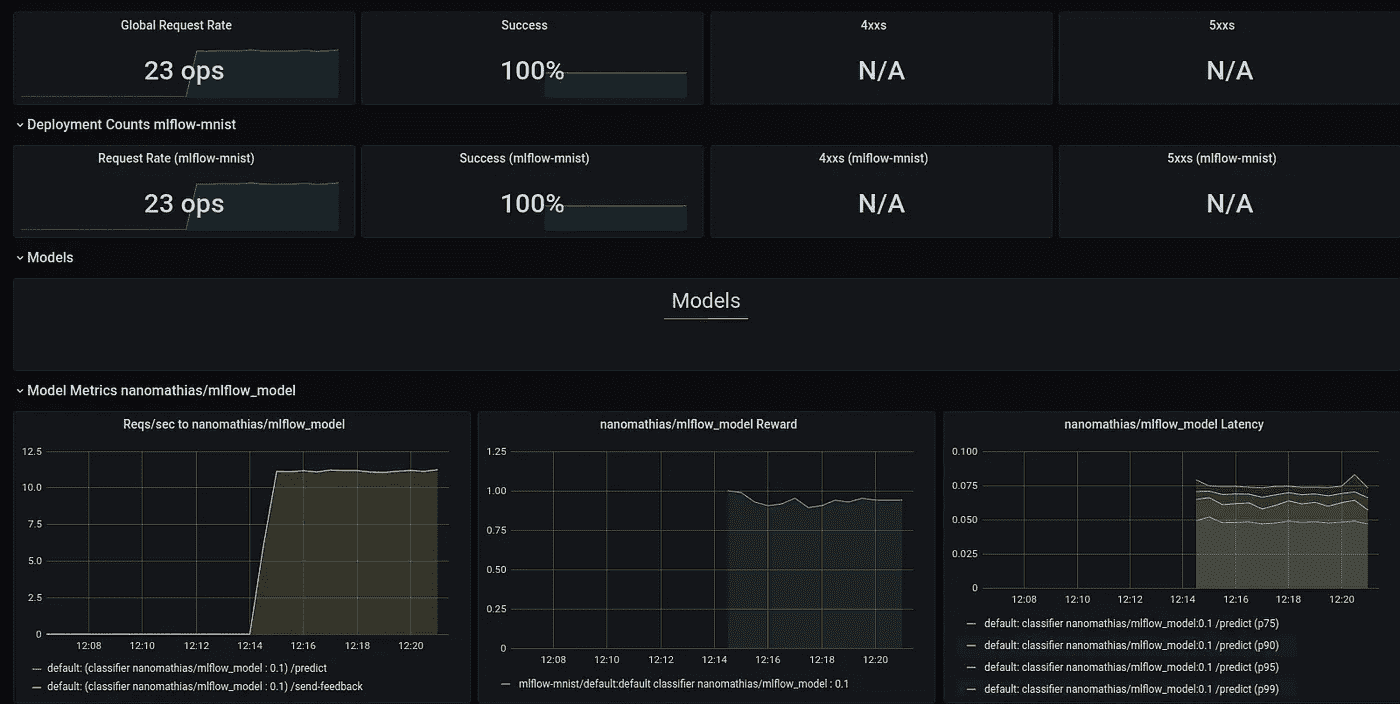 Global Request Rate
Success
4xxs
5xxs
23 ops
100%
N/A
N/A
Deployment Counts mlflow-mnist
Request Rate (mlflow-mnist)
Success (mlflow-mnist)
4xxs (mlflow-mnist)
5xxs (mlflow-mnist)
23 ops
100%
N/A
N/A
Models
Models
Model Metrics nanomathias/mlflow_model
Reqs/sec to nanomathias/mlflow_model
12.5
10.0
7.5
5.0
2.5
0
12:08 12:10 12:12 12:14 12:16 12:18 12:20
default: (classifier nanomathias/mlflow_model : 0.1) /predict
default: (classifier nanomathias/mlflow_model : 0.1) /send-feedback
nanomathias/mlflow_model Reward
1.25
1.00
0.75
0.50
0.25
0
12:08 12:10 12:12 12:14 12:16 12:18 12:20
mlflow-mnist/default:default classifier nanomathias/mlflow_model : 0.1
nanomathias/mlflow_model Latency
0.100
0.075
0.050
0.025
0
12:08 12:10 12:12 12:14 12:16 12:18 12:20
default: classifier nanomathias/mlflow_model:0.1 /predict (p75)
default: classifier nanomathias/mlflow_model:0.1 /predict (p90)
default: classifier nanomathias/mlflow_model:0.1 /predict (p95)
default: classifier nanomathias/mlflow_model:0.1 /predict (p99)